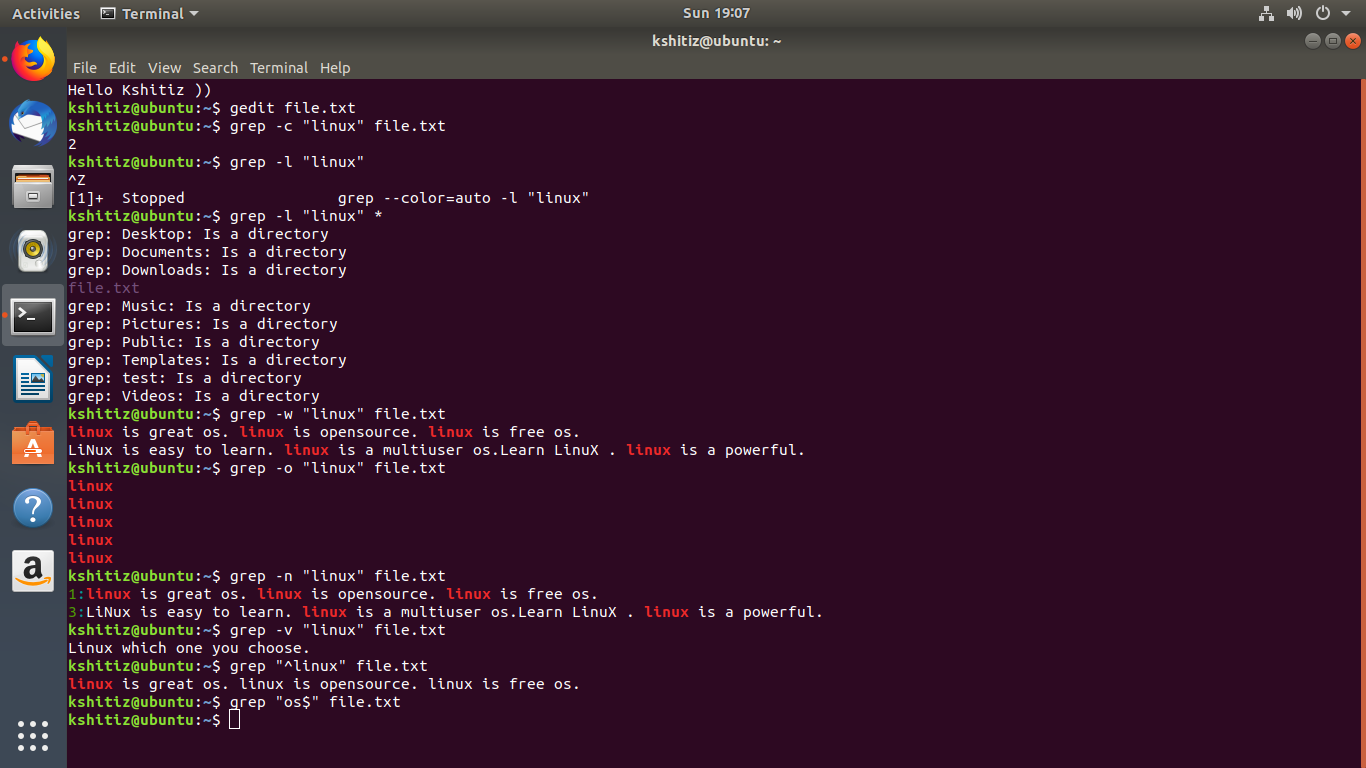 Activities Terminal Sun 19:07
kshitiz@ubuntu: ~
File Edit View Search Terminal Help
Hello Kshitiz ))
kshitiz@ubuntu:~$ gedit file.txt
kshitiz@ubuntu:~$ grep -c "linux" file.txt
2
kshitiz@ubuntu:~$ grep -l "linux"
^Z
[1]+  Stopped                 grep --color=auto -l "linux"
kshitiz@ubuntu:~$ grep -l "linux" *
grep: Desktop: Is a directory
grep: Documents: Is a directory
grep: Downloads: Is a directory
file.txt
grep: Music: Is a directory
grep: Pictures: Is a directory
grep: Public: Is a directory
grep: Templates: Is a directory
grep: test: Is a directory
grep: Videos: Is a directory
kshitiz@ubuntu:~$ grep -w "linux" file.txt
linux is great os. linux is opensource. linux is free os.
LiNux is easy to learn. linux is a multiuser os.Learn LinuX . linux is a powerful.
kshitiz@ubuntu:~$ grep -o "linux" file.txt
linux
linux
linux
linux
linux
kshitiz@ubuntu:~$ grep -n "linux" file.txt
1:linux is great os. linux is opensource. linux is free os.
3:LiNux is easy to learn. linux is a multiuser os.Learn LinuX . linux is a powerful.
kshitiz@ubuntu:~$ grep -v "linux" file.txt
Linux which one you choose.
kshitiz@ubuntu:~$ grep "^linux" file.txt
linux is great os. linux is opensource. linux is free os.
kshitiz@ubuntu:~$ grep "os$" file.txt
kshitiz@ubuntu:~$